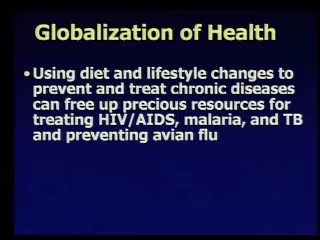 Globalization of Health
• Using diet and lifestyle changes to
prevent and treat chronic diseases
can free up precious resources for
treating HIV/AIDS, malaria, and TB
and preventing avian flu